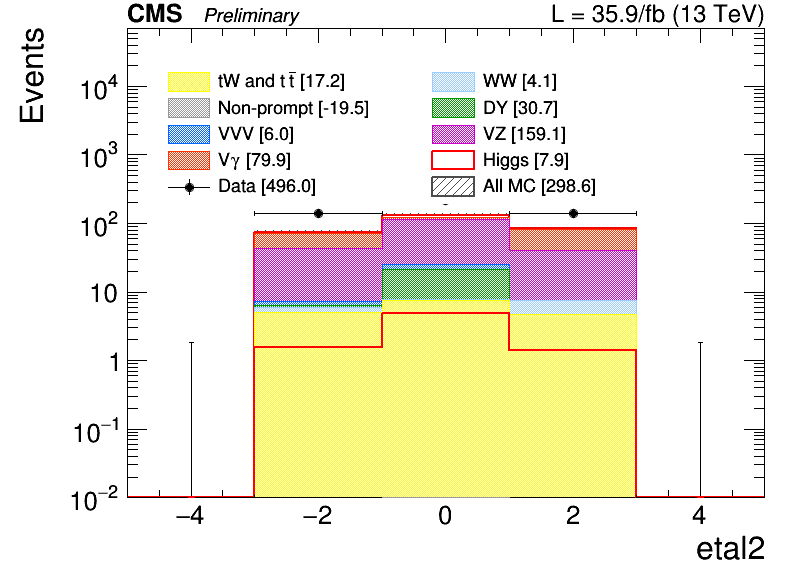 CMS Preliminary L = 35.9/fb (13 TeV)
Events
tW and t t̅ [17.2] WW [4.1]
Non-prompt [-19.5] DY [30.7]
VVV [6.0] VZ [159.1]
Vγ [79.9] Higgs [7.9]
Data [496.0] All MC [298.6]
10⁴
10³
10²
10
1
10⁻¹
10⁻²
−4 −2 0 2 4
etal2